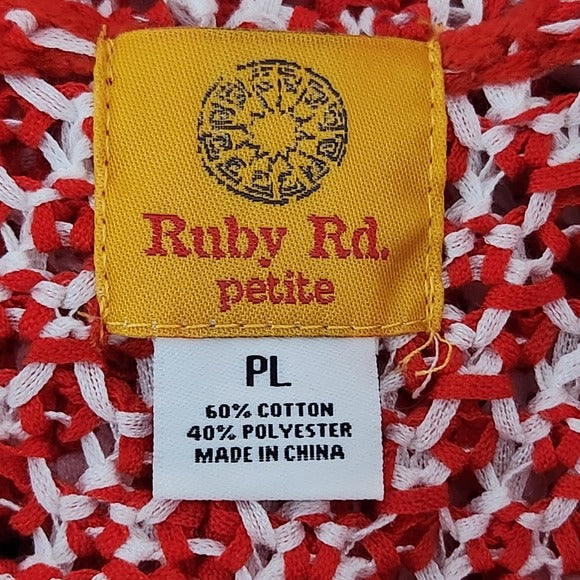 Ruby Rd.
petite
PL
60% COTTON
40% POLYESTER
MADE IN CHINA